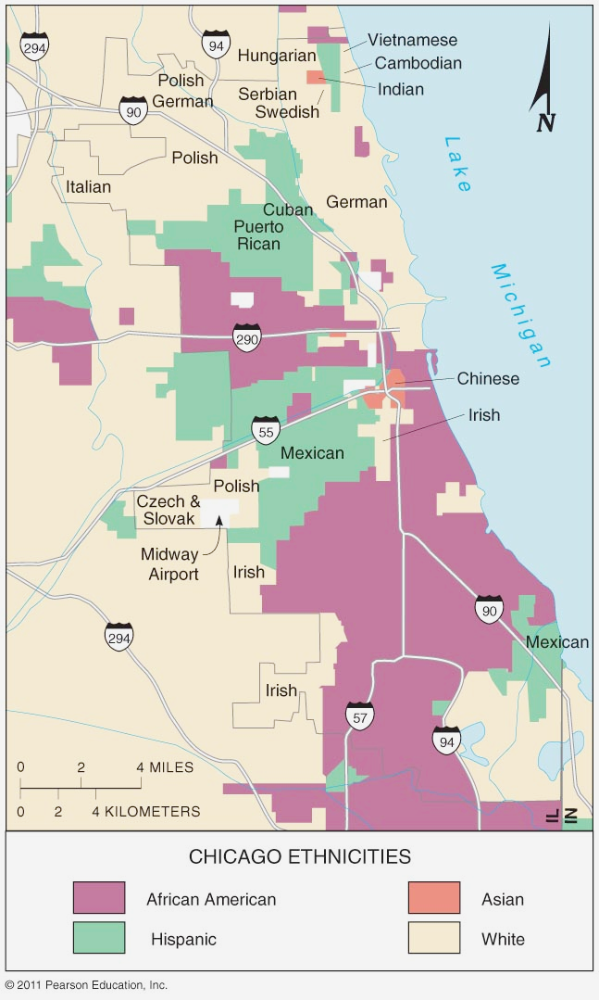 294
94
Hungarian
Vietnamese
Cambodian
Indian
Polish
German
Serbian
Swedish
90
N
Polish
Lake
Italian
German
Cuban
Puerto
Rican
Michigan
290
Chinese
Irish
55
Mexican
Polish
Czech &
Slovak
Midway
Airport
Irish
90
294
Mexican
Irish
57
94
0 2 4 MILES
0 2 4 KILOMETERS
IL IN
CHICAGO ETHNICITIES
African American
Asian
Hispanic
White
© 2011 Pearson Education, Inc.